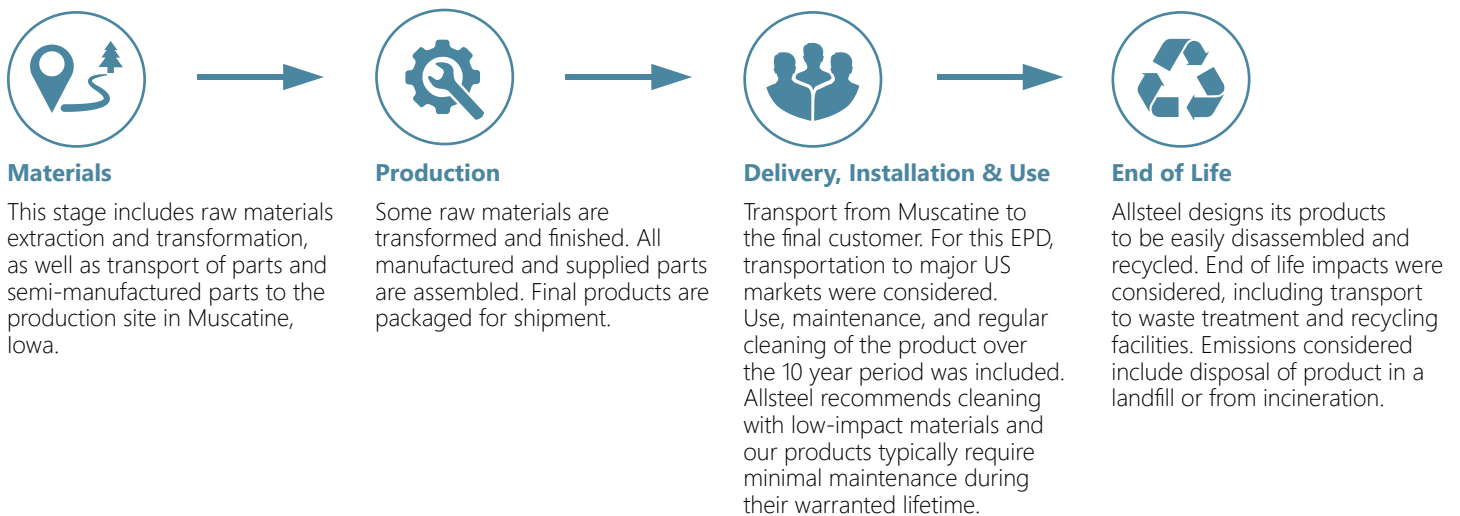 Materials
This stage includes raw materials
extraction and transformation,
as well as transport of parts and
semi-manufactured parts to the
production site in Muscatine,
Iowa.
Production
Some raw materials are
transformed and finished. All
manufactured and supplied parts
are assembled. Final products are
packaged for shipment.
Delivery, Installation & Use
Transport from Muscatine to
the final customer. For this EPD,
transportation to major US
markets were considered.
Use, maintenance, and regular
cleaning of the product over
the 10 year period was included.
Allsteel recommends cleaning
with low-impact materials and
our products typically require
minimal maintenance during
their warranted lifetime.
End of Life
Allsteel designs its products
to be easily disassembled and
recycled. End of life impacts were
considered, including transport
to waste treatment and recycling
facilities. Emissions considered
include disposal of product in a
landfill or from incineration.